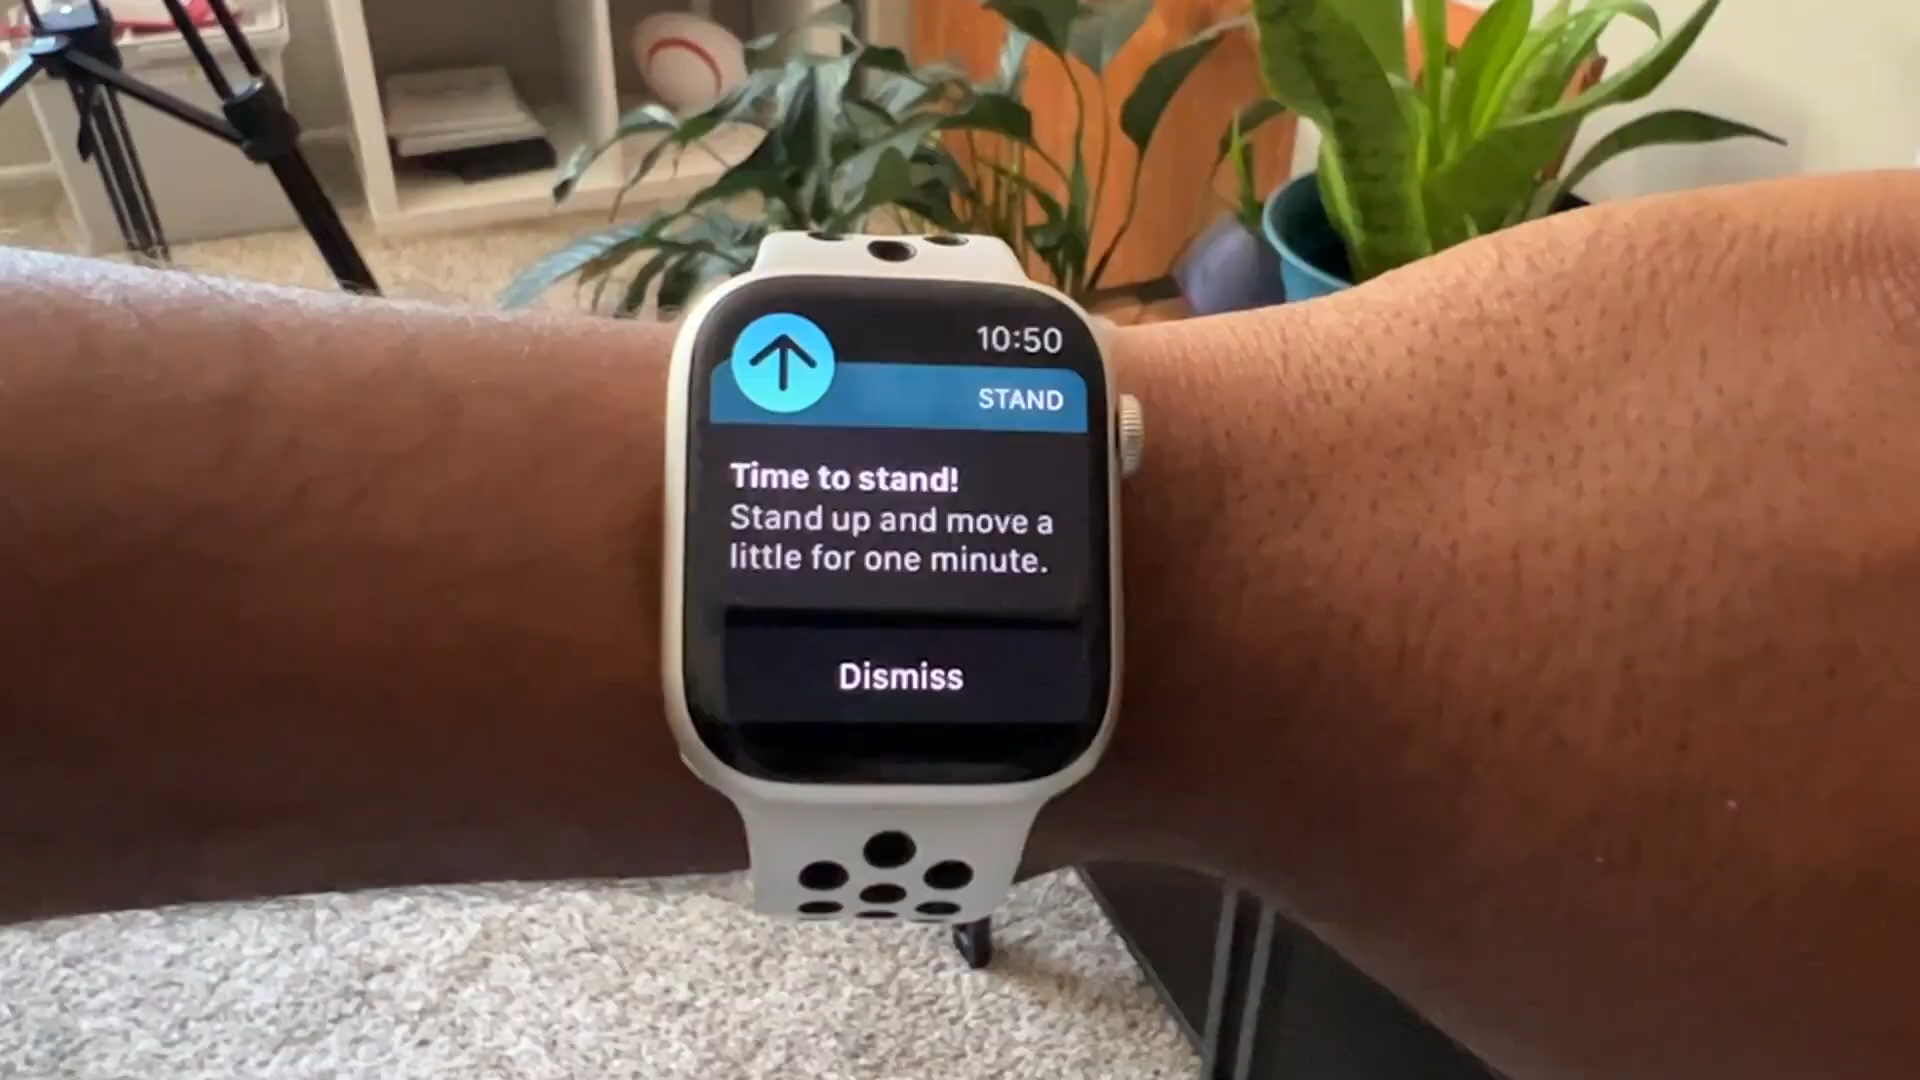 10:50
STAND
Time to stand!
Stand up and move a
little for one minute.
Dismiss